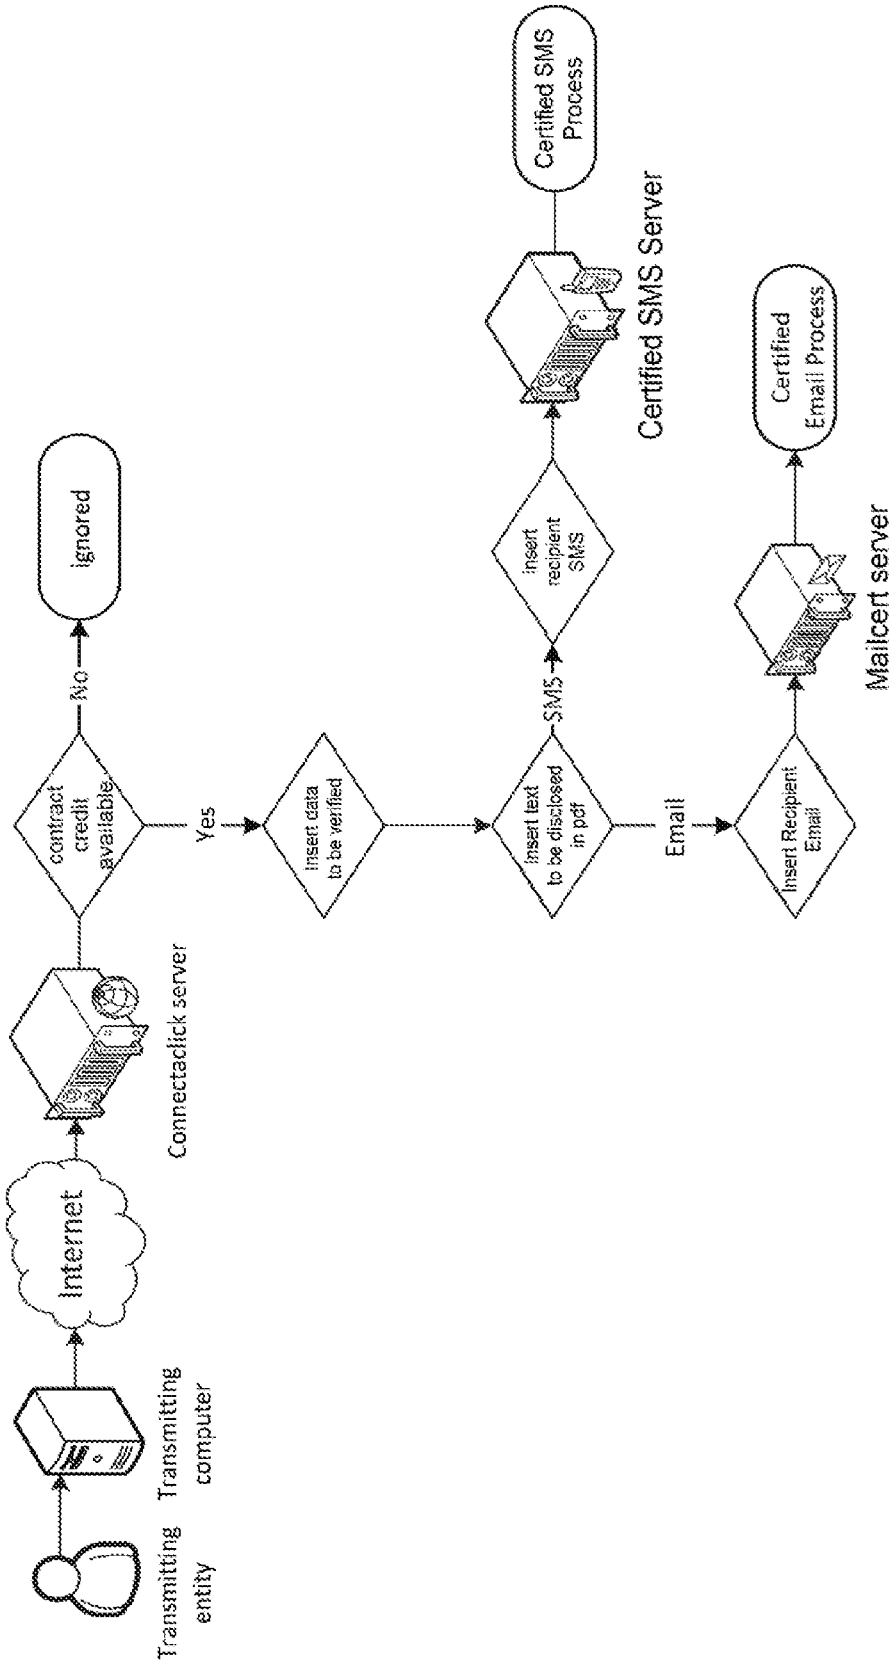 Transmitting
entity
Transmitting
computer
Internet
Connectaclick server
contract
credit
available
No
ignored
Yes
Insert data
to be verified
Insert text
to be disclosed
in pdf
SMS
Insert
recipient
SMS
Certified SMS Server
Certified SMS
Process
Email
Insert Recipient
Email
Mailcert server
Certified
Email Process